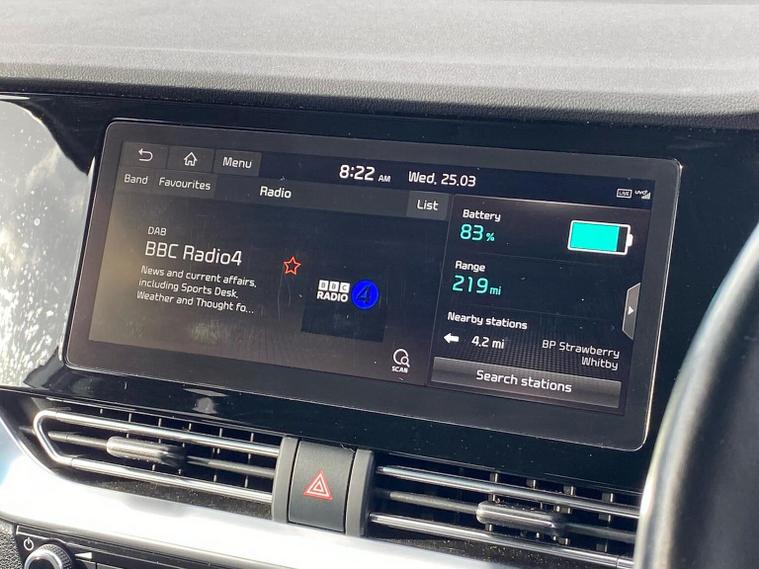 Menu
8:22 AM
Wed, 25.03
Band
Favourites
Radio
List
LIVE
DAB
BBC Radio4
News and current affairs,
including Sports Desk,
Weather and Thought fo...
BBC
RADIO 4
SCAN
Battery
83%
Range
219mi
Nearby stations
4.2 mi
BP Strawberry
Whitby
Search stations